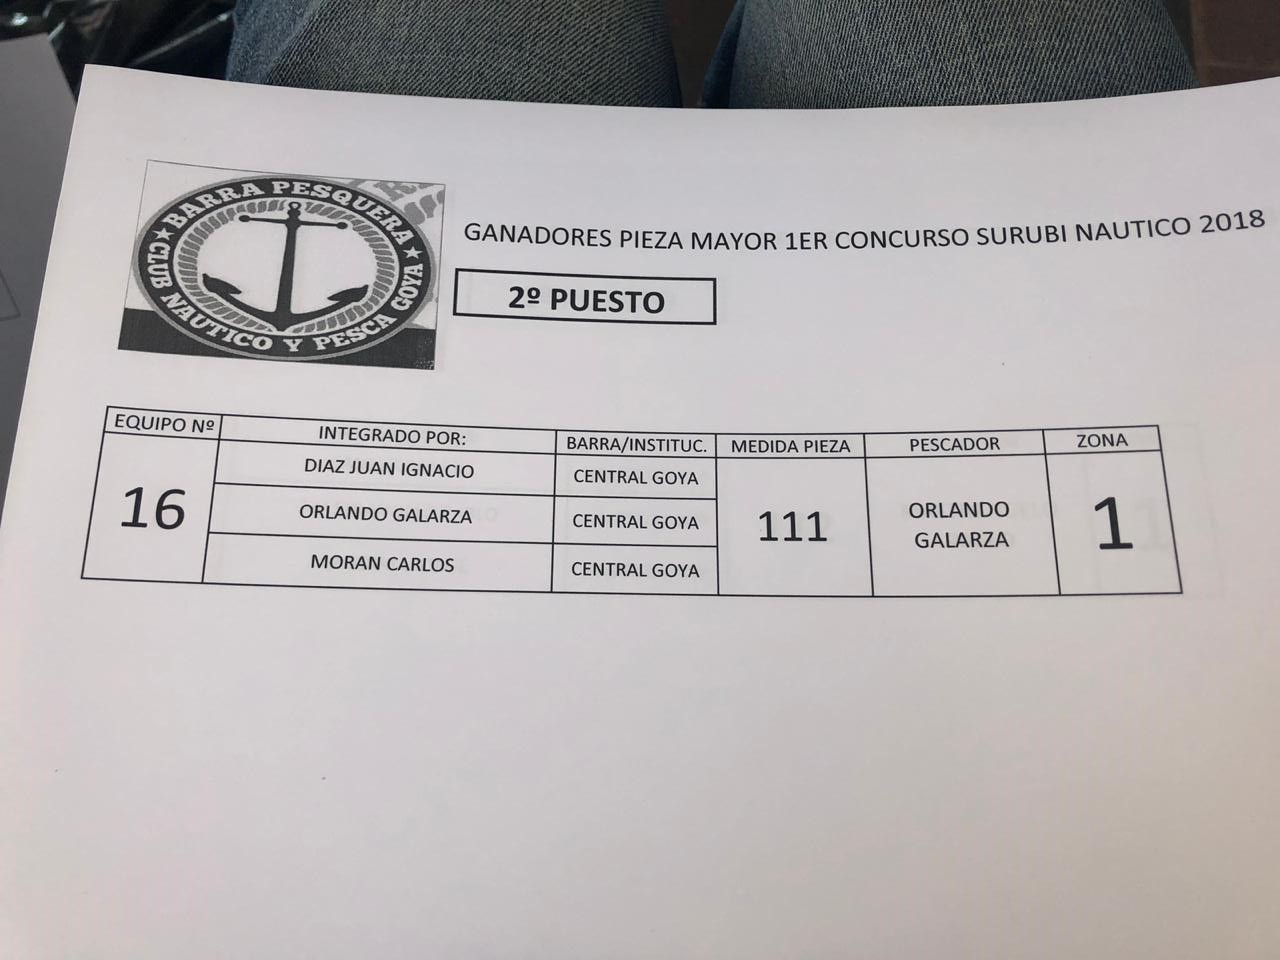 BARRA PESQUERA
CLUB NAUTICO Y PESCA GOYA
GANADORES PIEZA MAYOR 1ER CONCURSO SURUBI NAUTICO 2018
2º PUESTO
EQUIPO Nº INTEGRADO POR: BARRA/INSTITUC. MEDIDA PIEZA PESCADOR ZONA
16
DIAZ JUAN IGNACIO CENTRAL GOYA
ORLANDO GALARZA CENTRAL GOYA
MORAN CARLOS CENTRAL GOYA
111
ORLANDO
GALARZA
1